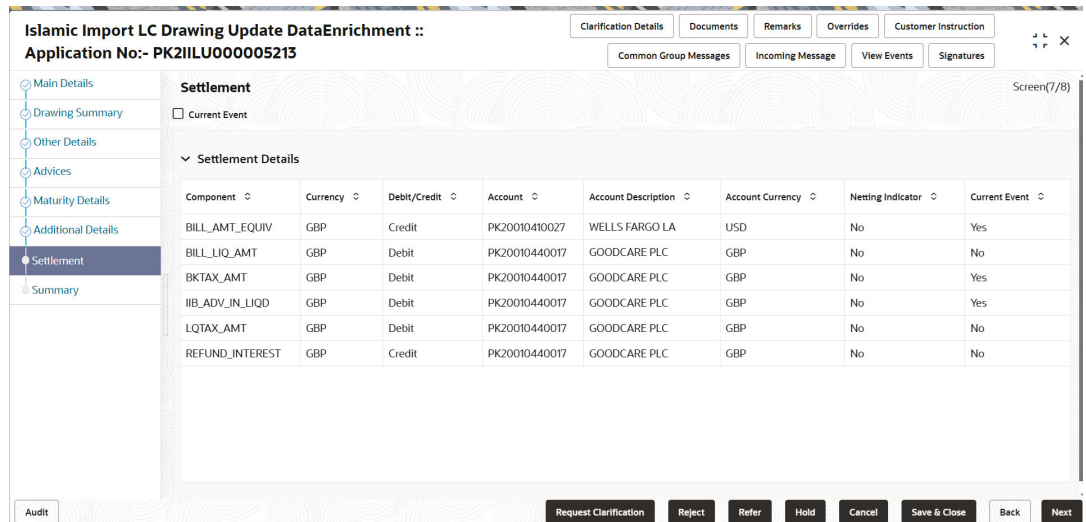 Islamic Import LC Drawing Update DataEnrichment ::
Application No:- PK2IILU000005213
Clarification Details Documents Remarks Overrides Customer Instruction
Common Group Messages Incoming Message View Events Signatures
Main Details
Drawing Summary
Other Details
Advices
Maturity Details
Additional Details
Settlement
Summary
Settlement Screen(7/8)
Current Event
Settlement Details
Component Currency Debit/Credit Account Account Description Account Currency Netting Indicator Current Event
BILL_AMT_EQUIV GBP Credit PK20010410027 WELLS FARGO LA USD No Yes
BILL_LIQ_AMT GBP Debit PK20010440017 GOODCARE PLC GBP No No
BKTAX_AMT GBP Debit PK20010440017 GOODCARE PLC GBP No Yes
IIB_ADV_IN_LIQD GBP Debit PK20010440017 GOODCARE PLC GBP No Yes
LQTAX_AMT GBP Debit PK20010440017 GOODCARE PLC GBP No No
REFUND_INTEREST GBP Credit PK20010440017 GOODCARE PLC GBP No No
Audit Request Clarification Reject Refer Hold Cancel Save & Close Back Next